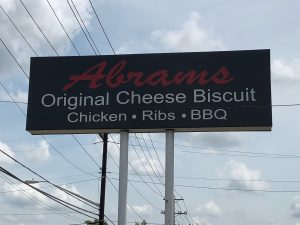 Abrams
Original Cheese Biscuit
Chicken • Ribs • BBQ